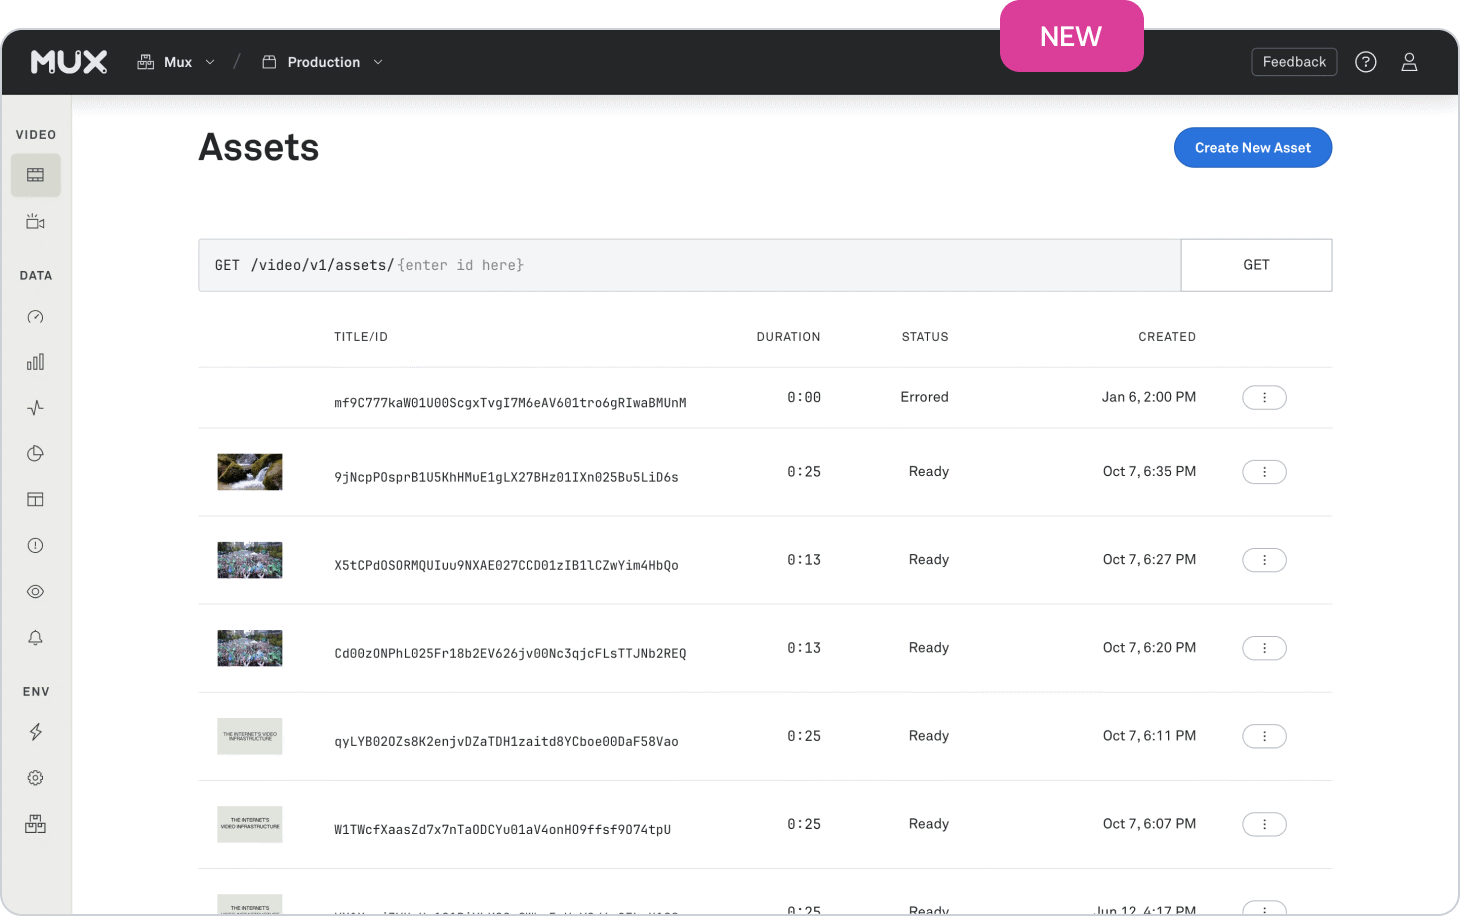 NEW
MUX
Mux / Production
Feedback
VIDEO
DATA
ENV
Assets
Create New Asset
GET /video/v1/assets/{enter id here}
GET
TITLE/ID DURATION STATUS CREATED
mf9C777kaW01U00ScgxTvgI7M6eAV601tro6gRIwaBMUnM 0:00 Errored Jan 6, 2:00 PM
9jNcpPOsprB1U5KhHMuE1gLX27BHz01IXn025Bu5LiD6s 0:25 Ready Oct 7, 6:35 PM
X5tCPdOSORMQUIuu9NXAE027CCD01zIB1lCZwYim4HbQo 0:13 Ready Oct 7, 6:27 PM
Cd00zONPhL025Fr18b2EV626jv00Nc3qjcFLsTTJNb2REQ 0:13 Ready Oct 7, 6:20 PM
THE INTERNET'S VIDEO
INFRASTRUCTURE
qyLYB02OZs8K2enjvDZaTDH1zaitd8YCboe00DaF58Vao 0:25 Ready Oct 7, 6:11 PM
THE INTERNET'S
VIDEO INFRASTRUCTURE
W1TWcfXaasZd7x7nTaODCYu01aV4onHO9ffsf9O74tpU 0:25 Ready Oct 7, 6:07 PM
THE INTERNET'S
0:25 Ready Jun 12, 4:17 PM